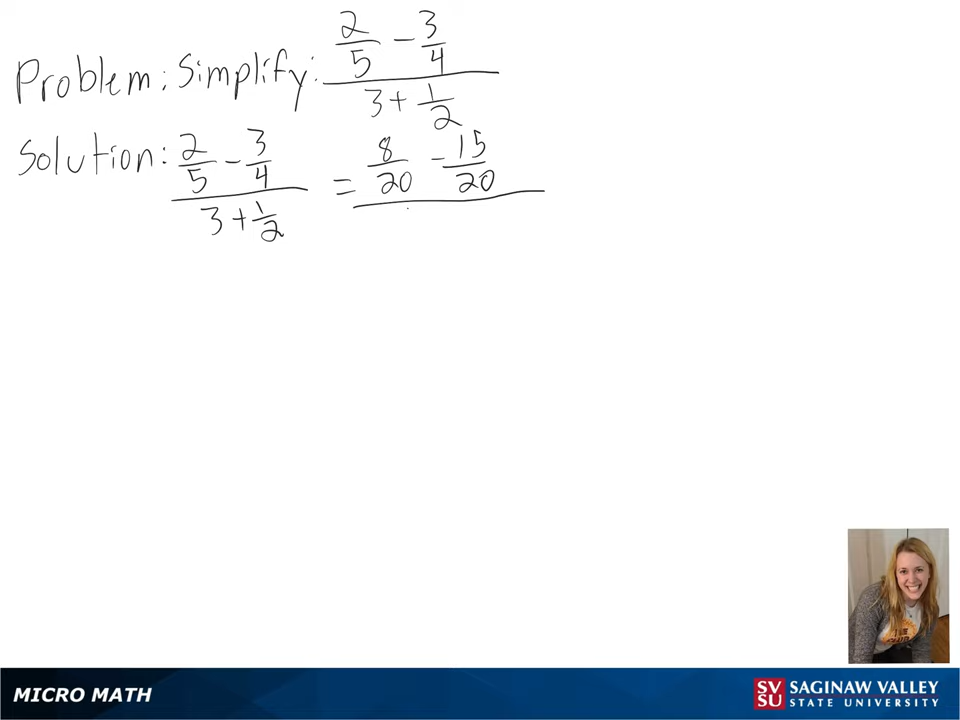 Problem: Simplify: (2/5 - 3/4) / (3 + 1/2)
Solution: (2/5 - 3/4) / (3 + 1/2) = (8/20 - 15/20) /
MICRO MATH
SV SU SAGINAW VALLEY
STATE UNIVERSITY